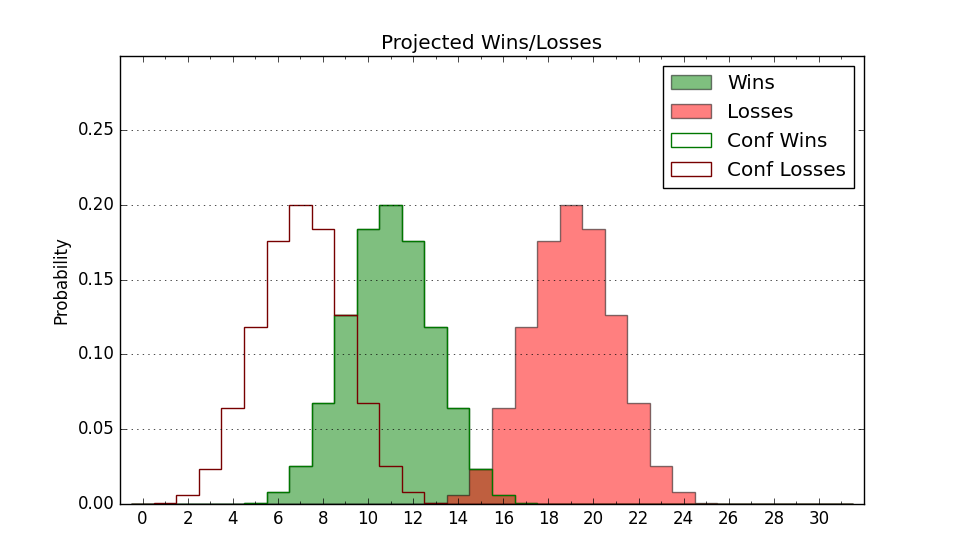 Projected Wins/Losses
Wins
Losses
Conf Wins
Conf Losses
Probability
0.25
0.20
0.15
0.10
0.05
0.00
0 2 4 6 8 10 12 14 16 18 20 22 24 26 28 30